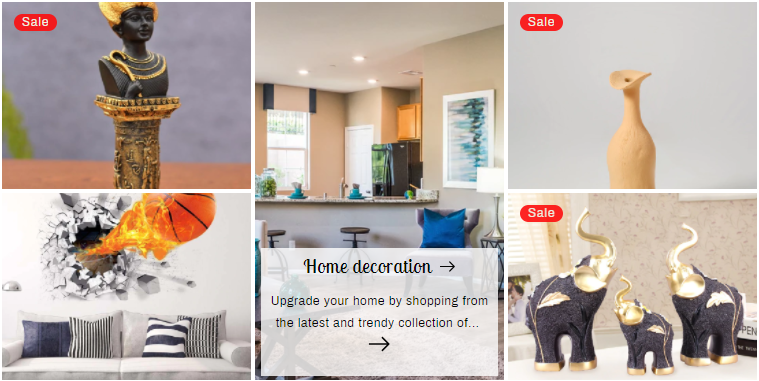 Sale
Sale
Home decoration →
Upgrade your home by shopping from
the latest and trendy collection of...
→
Sale